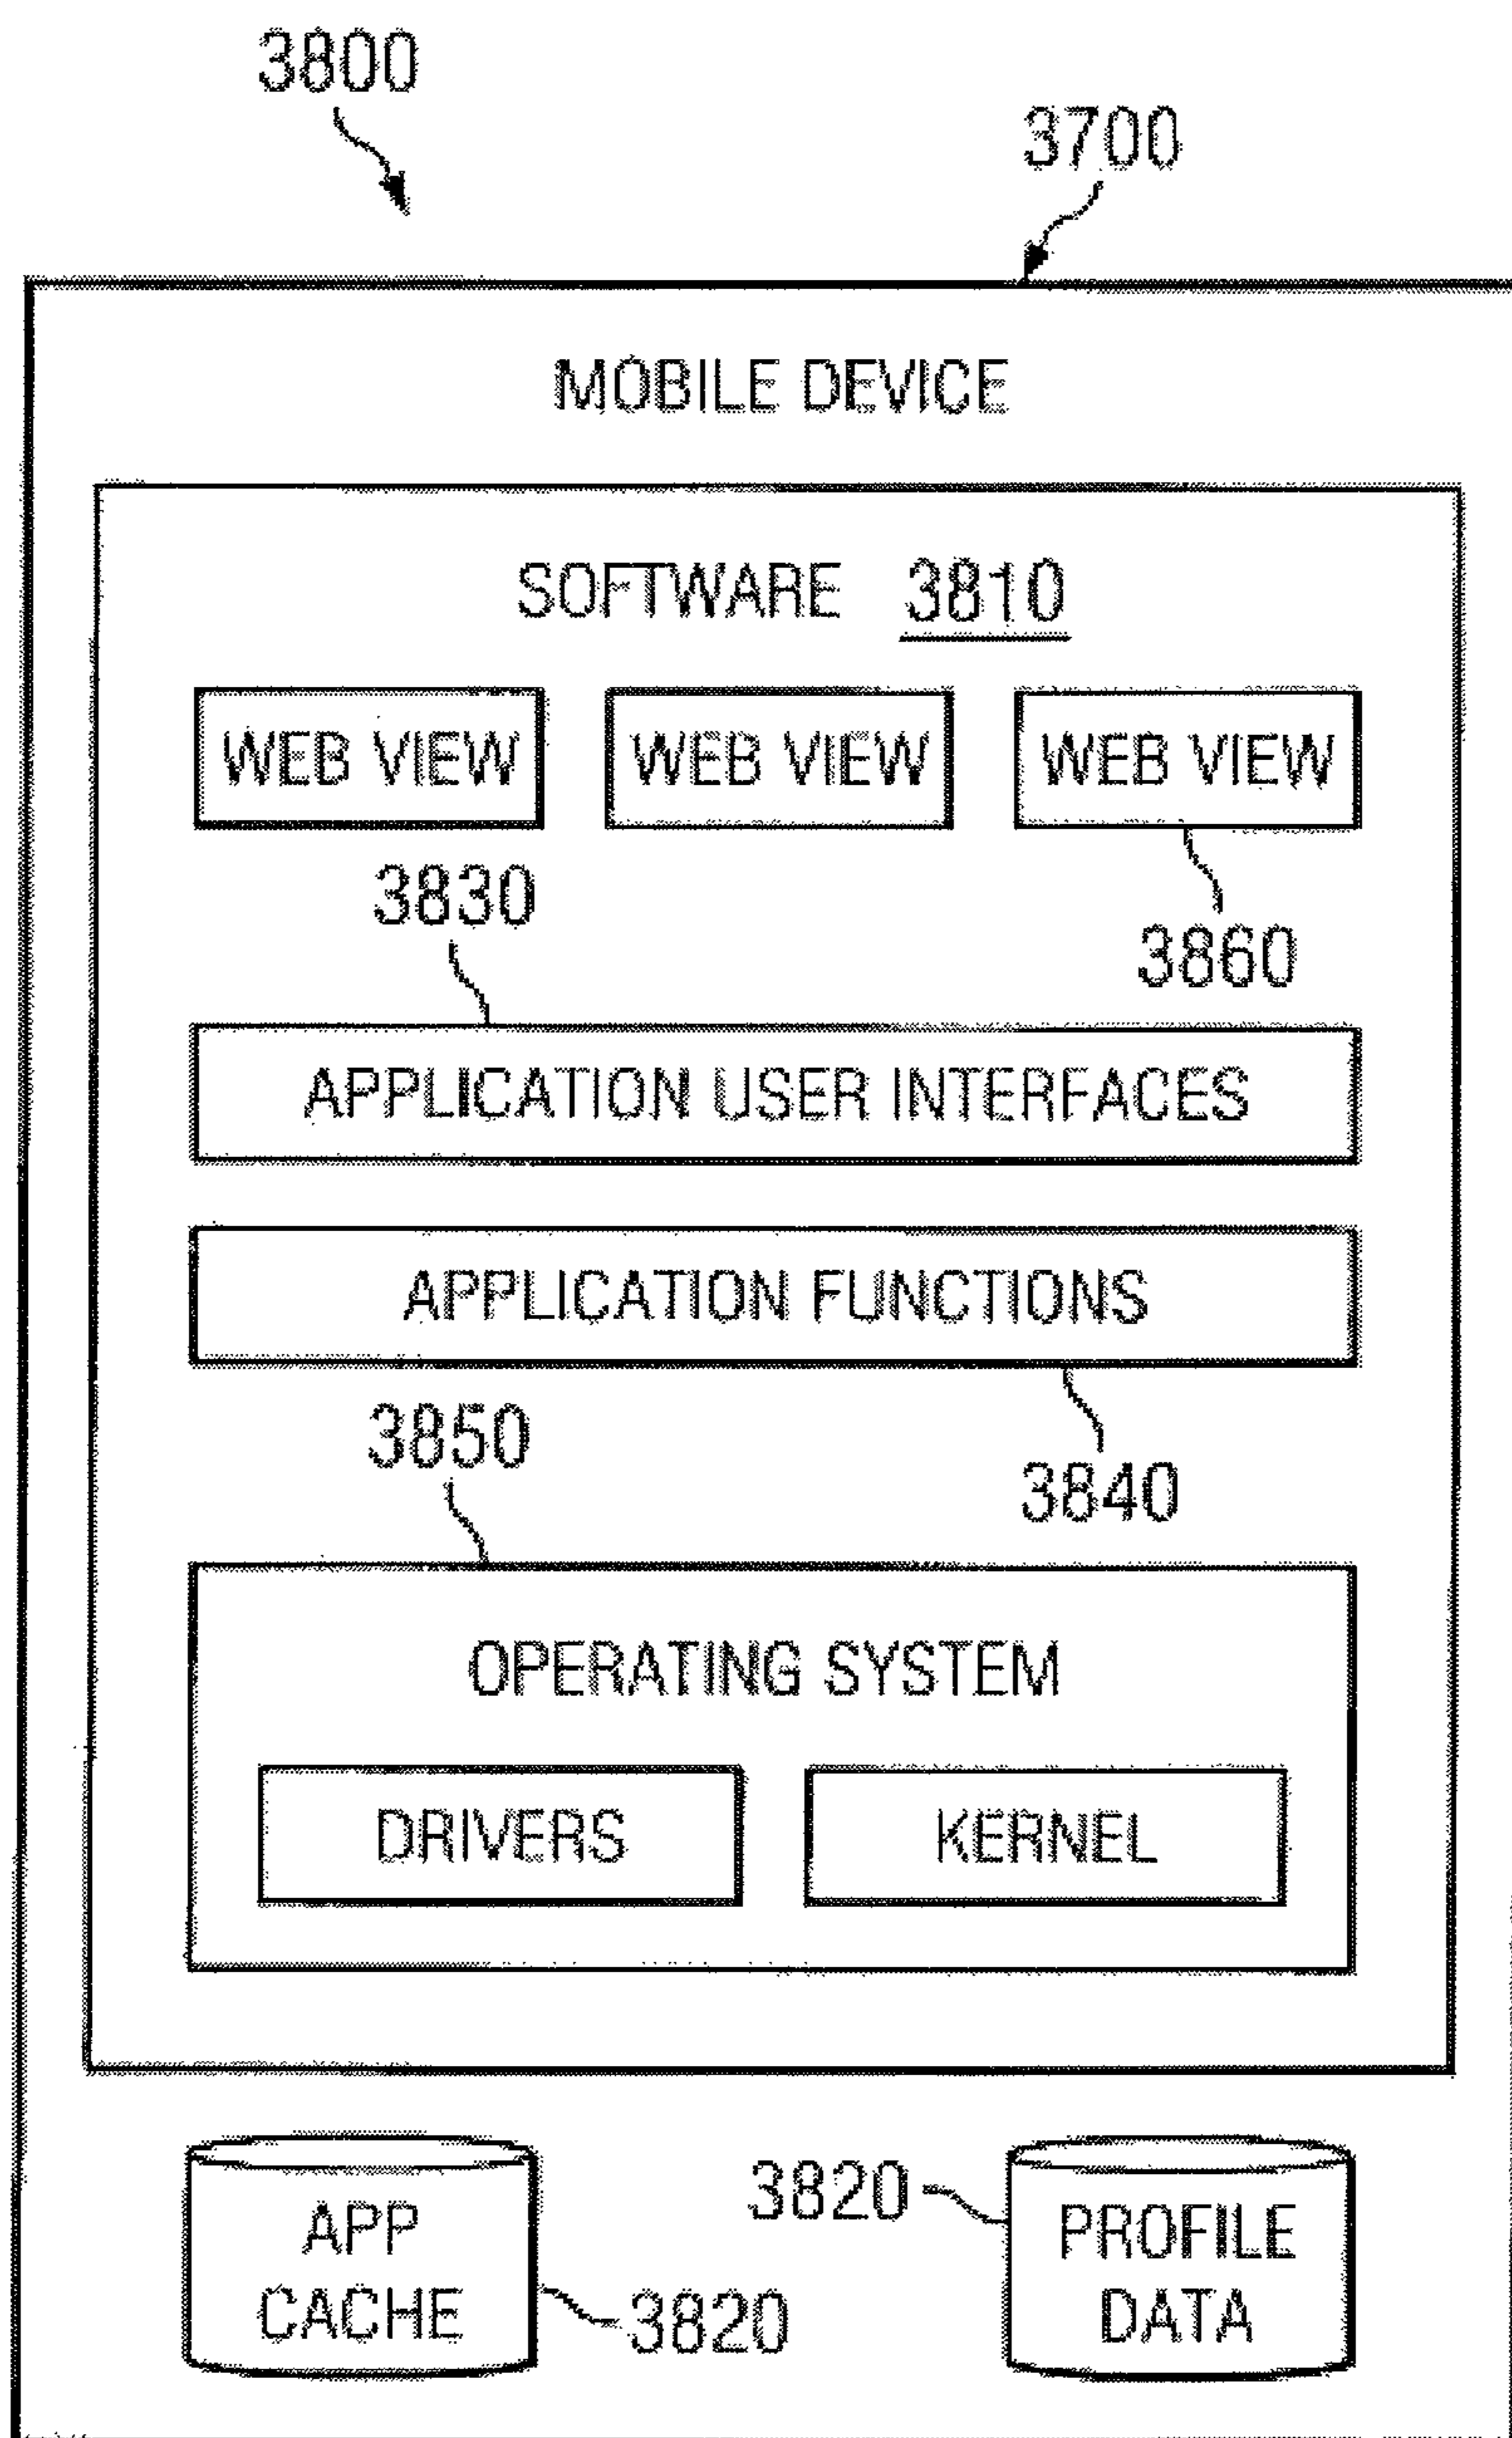 3800
3700
MOBILE DEVICE
SOFTWARE 3810
WEB VIEW WEB VIEW WEB VIEW
3830
3860
APPLICATION USER INTERFACES
APPLICATION FUNCTIONS
3850
3840
OPERATING SYSTEM
DRIVERS KERNEL
APP
CACHE
3820
3820
PROFILE
DATA